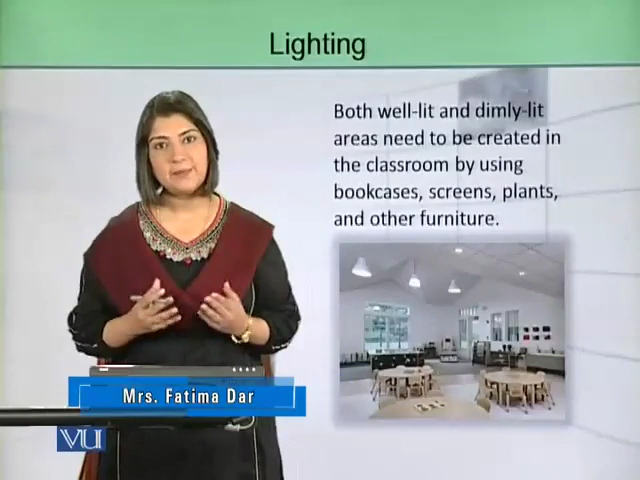 Lighting
Both well-lit and dimly-lit
areas need to be created in
the classroom by using
bookcases, screens, plants,
and other furniture.
Mrs. Fatima Dar
VU